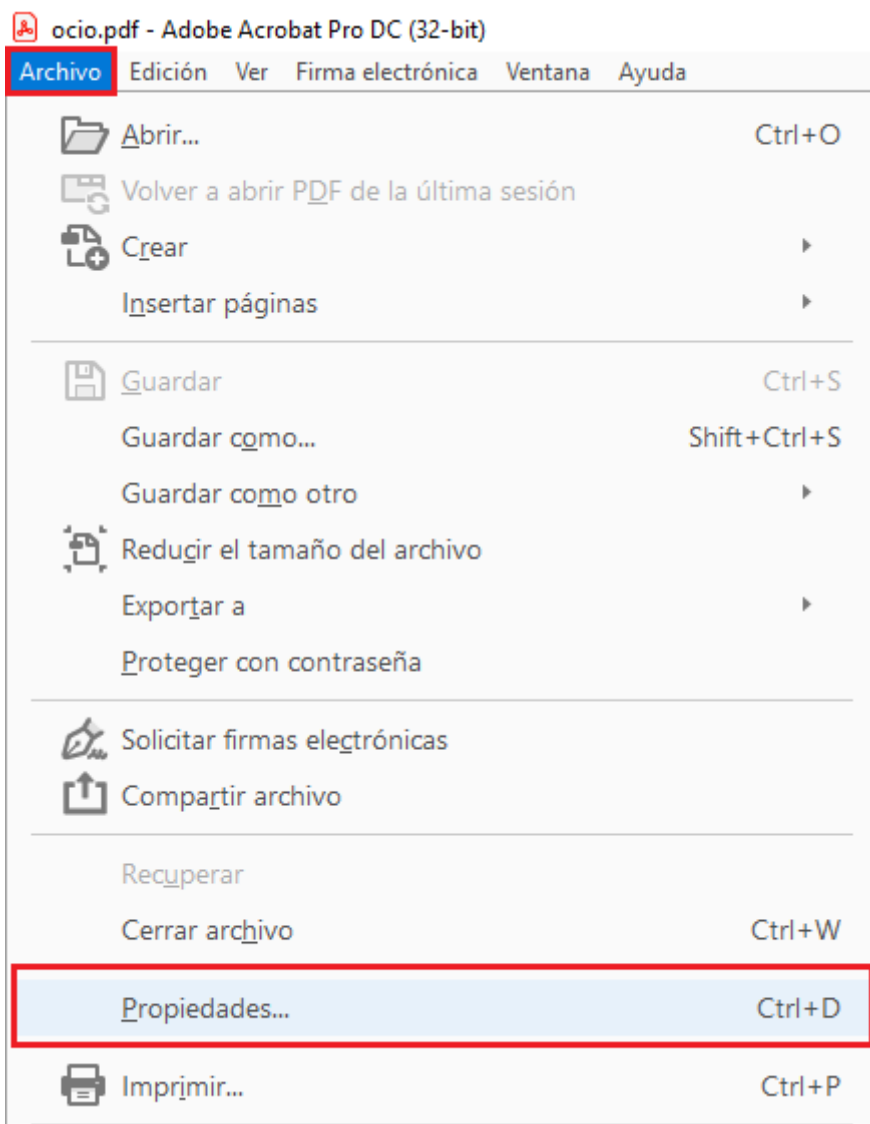 ocio.pdf - Adobe Acrobat Pro DC (32-bit)
Archivo Edición Ver Firma electrónica Ventana Ayuda
Abrir... Ctrl+O
Volver a abrir PDF de la última sesión
Crear
Insertar páginas
Guardar Ctrl+S
Guardar como... Shift+Ctrl+S
Guardar como otro
Reducir el tamaño del archivo
Exportar a
Proteger con contraseña
Solicitar firmas electrónicas
Compartir archivo
Recuperar
Cerrar archivo Ctrl+W
Propiedades... Ctrl+D
Imprimir... Ctrl+P